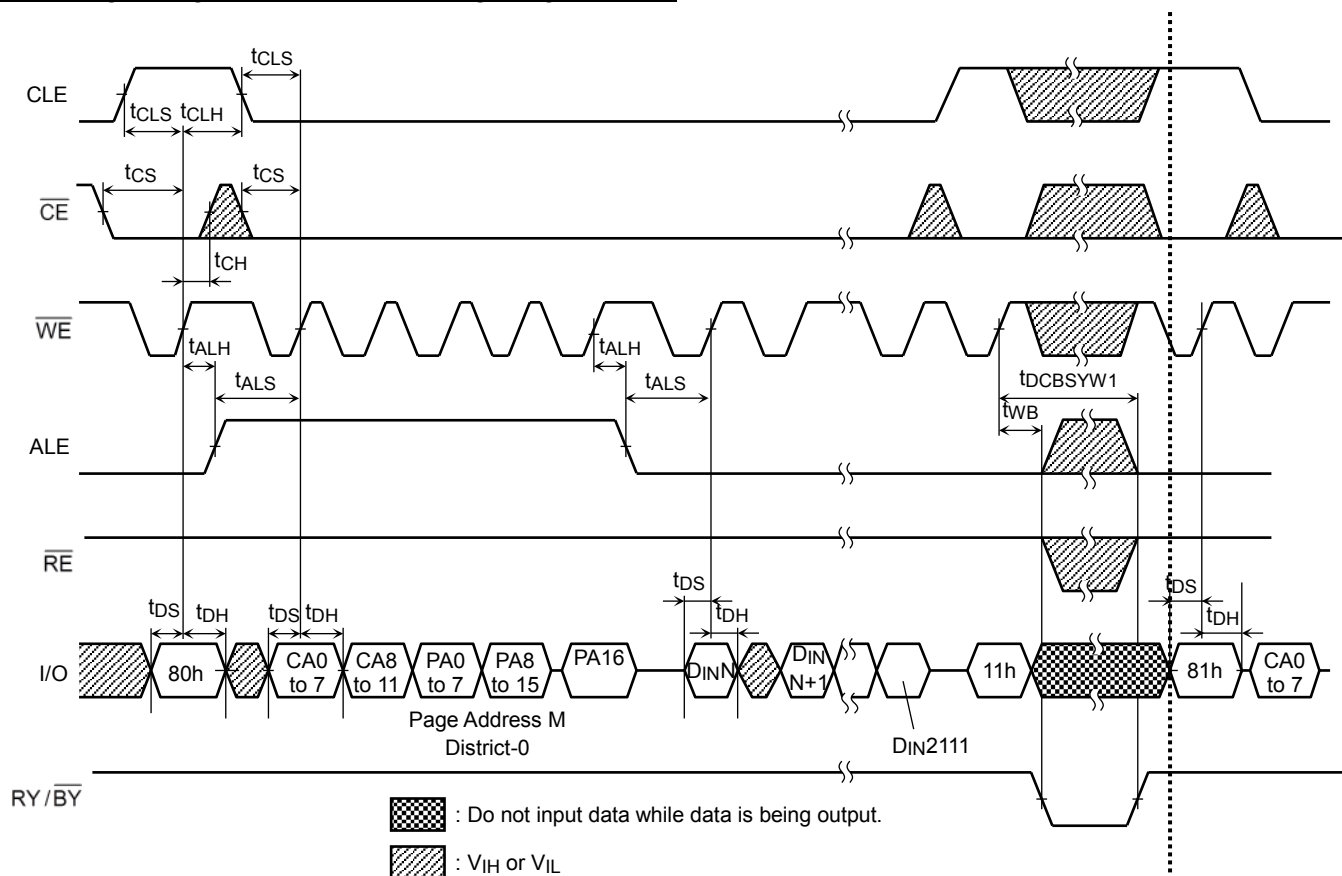 tCLS
CLE
tCLS tCLH
tCS tCS
CE
tCH
WE
tALH tALH
tALS tALS
tDCBSYW1
tWB
ALE
RE
tDS tDH tDS tDH tDS tDH tDS tDH
I/O
80h
CA0 to 7
CA8 to 11
PA0 to 7
PA8 to 15
PA16
DINN
DIN N+1
11h
81h
CA0 to 7
Page Address M
District-0
DIN2111
RY/BY
: Do not input data while data is being output.
: VIH or VIL